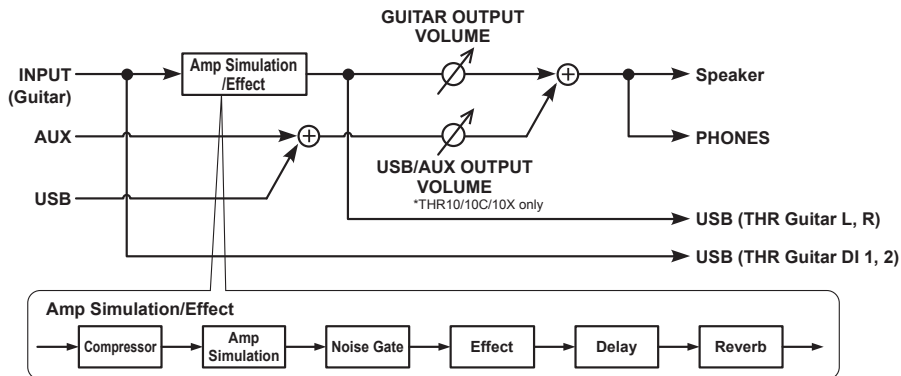 GUITAR OUTPUT
VOLUME
INPUT
(Guitar)
Amp Simulation
/Effect
Speaker
AUX
PHONES
USB/AUX OUTPUT
VOLUME
*THR10/10C/10X only
USB
USB (THR Guitar L, R)
USB (THR Guitar DI 1, 2)
Amp Simulation/Effect
Compressor
Amp
Simulation
Noise Gate
Effect
Delay
Reverb